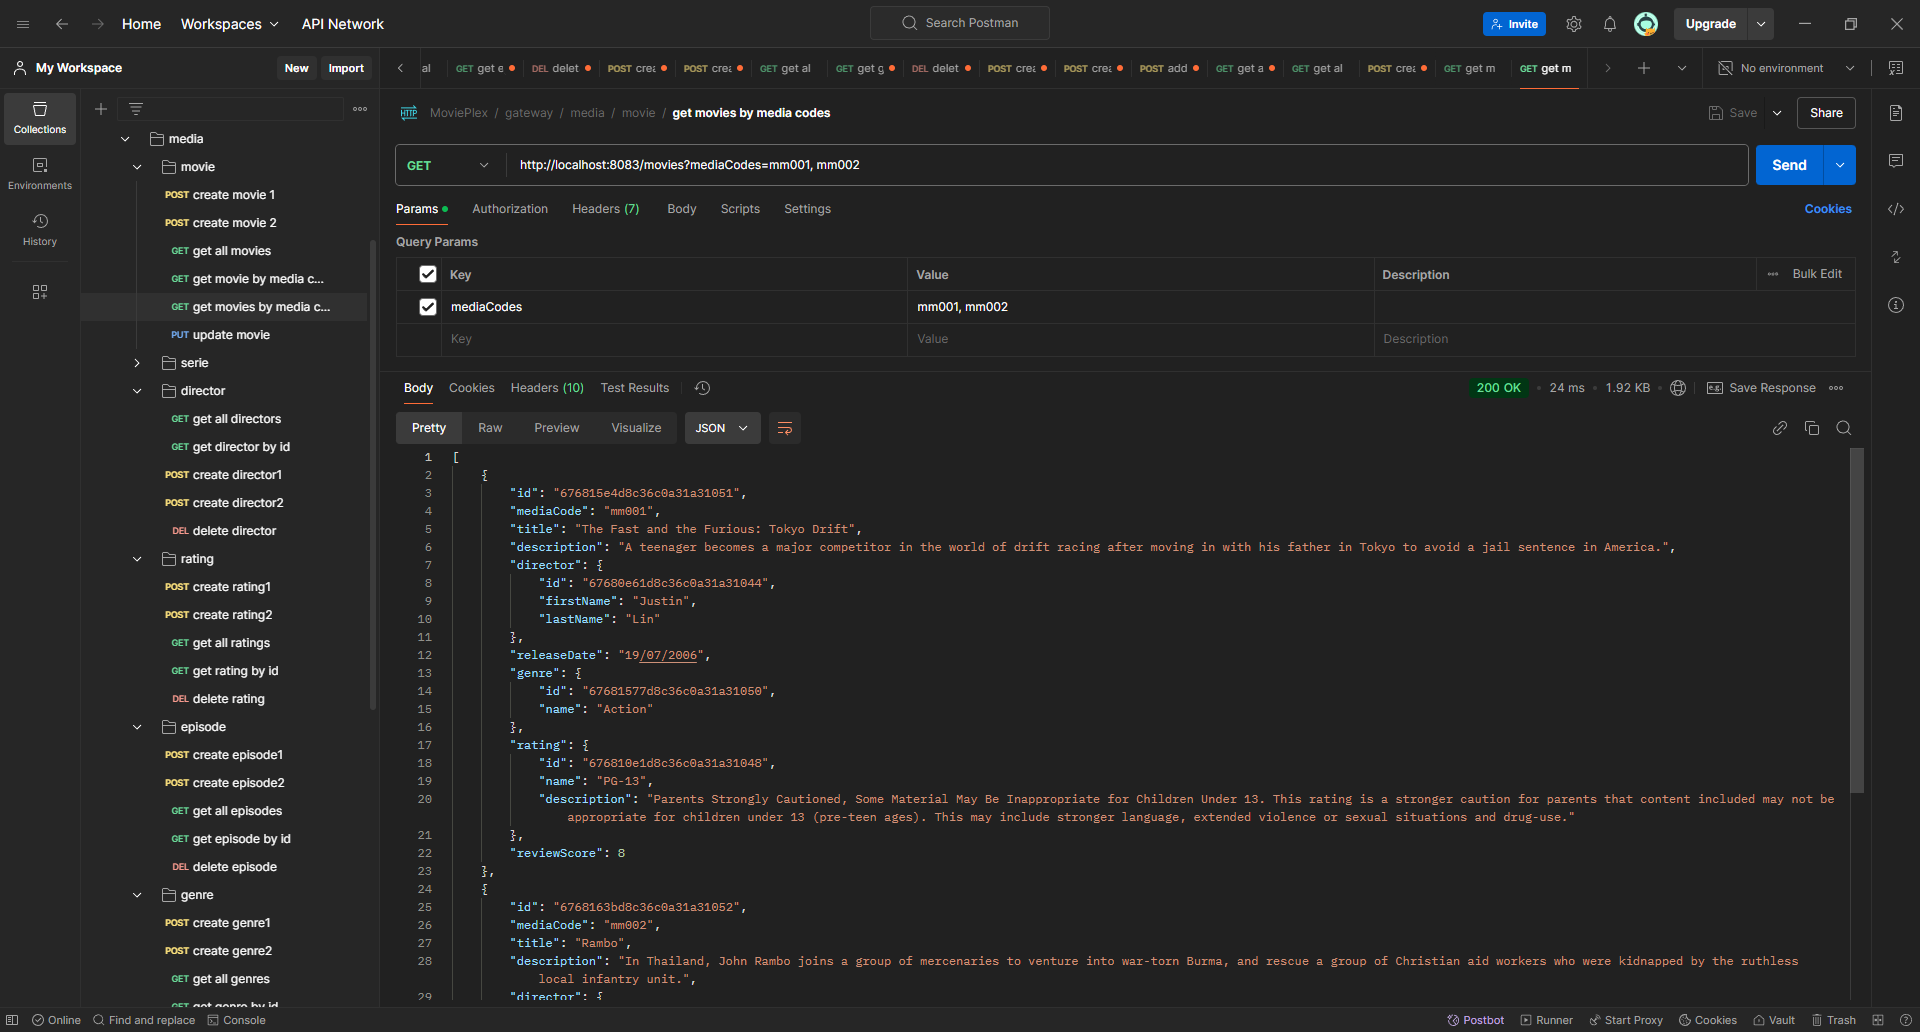 Home Workspaces API Network
Search Postman
Invite
Upgrade
My Workspace
New Import
al GET get e DEL delet POST crea POST crea GET get al GET get g DEL delet POST crea POST crea POST add GET get a GET get al POST crea GET get m GET get m
No environment
Collections
Environments
History
media
movie
POST create movie 1
POST create movie 2
GET get all movies
GET get movie by media c...
GET get movies by media c...
PUT update movie
serie
director
GET get all directors
GET get director by id
POST create director1
POST create director2
DEL delete director
rating
POST create rating1
POST create rating2
GET get all ratings
GET get rating by id
DEL delete rating
episode
POST create episode1
POST create episode2
GET get all episodes
GET get episode by id
DEL delete episode
genre
POST create genre1
POST create genre2
GET get all genres
GET get genre by id
HTTP MoviePlex / gateway / media / movie / get movies by media codes
Save Share
GET http://localhost:8083/movies?mediaCodes=mm001, mm002
Send
Params Authorization Headers (7) Body Scripts Settings
Cookies
Query Params
Key Value Description Bulk Edit
mediaCodes mm001, mm002
Key Value Description
Body Cookies Headers (10) Test Results
200 OK 24 ms 1.92 KB e.g. Save Response
Pretty Raw Preview Visualize JSON
1 [
2 {
3 "id": "676815e4d8c36c0a31a31051",
4 "mediaCode": "mm001",
5 "title": "The Fast and the Furious: Tokyo Drift",
6 "description": "A teenager becomes a major competitor in the world of drift racing after moving in with his father in Tokyo to avoid a jail sentence in America.",
7 "director": {
8 "id": "67680e61d8c36c0a31a31044",
9 "firstName": "Justin",
10 "lastName": "Lin"
11 },
12 "releaseDate": "19/07/2006",
13 "genre": {
14 "id": "67681577d8c36c0a31a31050",
15 "name": "Action"
16 },
17 "rating": {
18 "id": "676810e1d8c36c0a31a31048",
19 "name": "PG-13",
20 "description": "Parents Strongly Cautioned, Some Material May Be Inappropriate for Children Under 13. This rating is a stronger caution for parents that content included may not be
appropriate for children under 13 (pre-teen ages). This may include stronger language, extended violence or sexual situations and drug-use."
21 },
22 "reviewScore": 8
23 },
24 {
25 "id": "6768163bd8c36c0a31a31052",
26 "mediaCode": "mm002",
27 "title": "Rambo",
28 "description": "In Thailand, John Rambo joins a group of mercenaries to venture into war-torn Burma, and rescue a group of Christian aid workers who were kidnapped by the ruthless
local infantry unit.",
29 "director": {
Online Find and replace Console
Postbot Runner Start Proxy Cookies Vault Trash